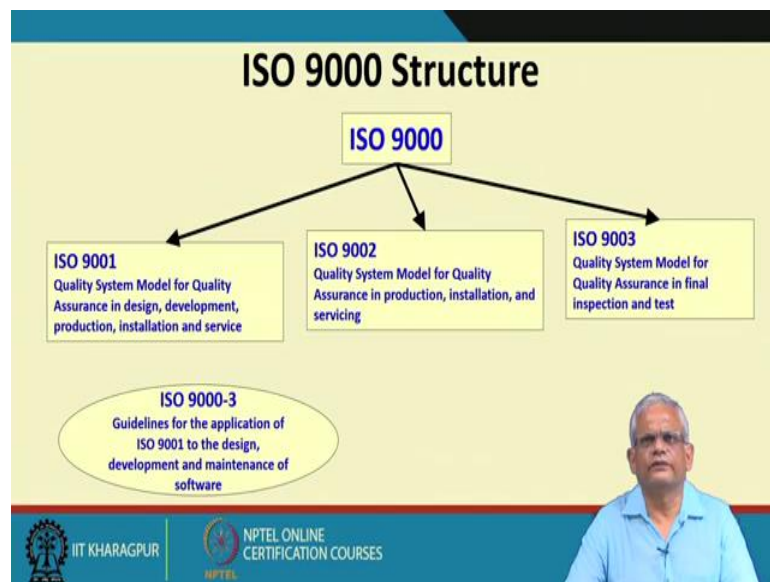 ISO 9000 Structure
ISO 9000
ISO 9001
Quality System Model for Quality
Assurance in design, development,
production, installation and service
ISO 9002
Quality System Model for Quality
Assurance in production, installation, and
servicing
ISO 9003
Quality System Model for
Quality Assurance in final
inspection and test
ISO 9000-3
Guidelines for the application of
ISO 9001 to the design,
development and maintenance of
software
IIT KHARAGPUR
NPTEL
NPTEL ONLINE
CERTIFICATION COURSES